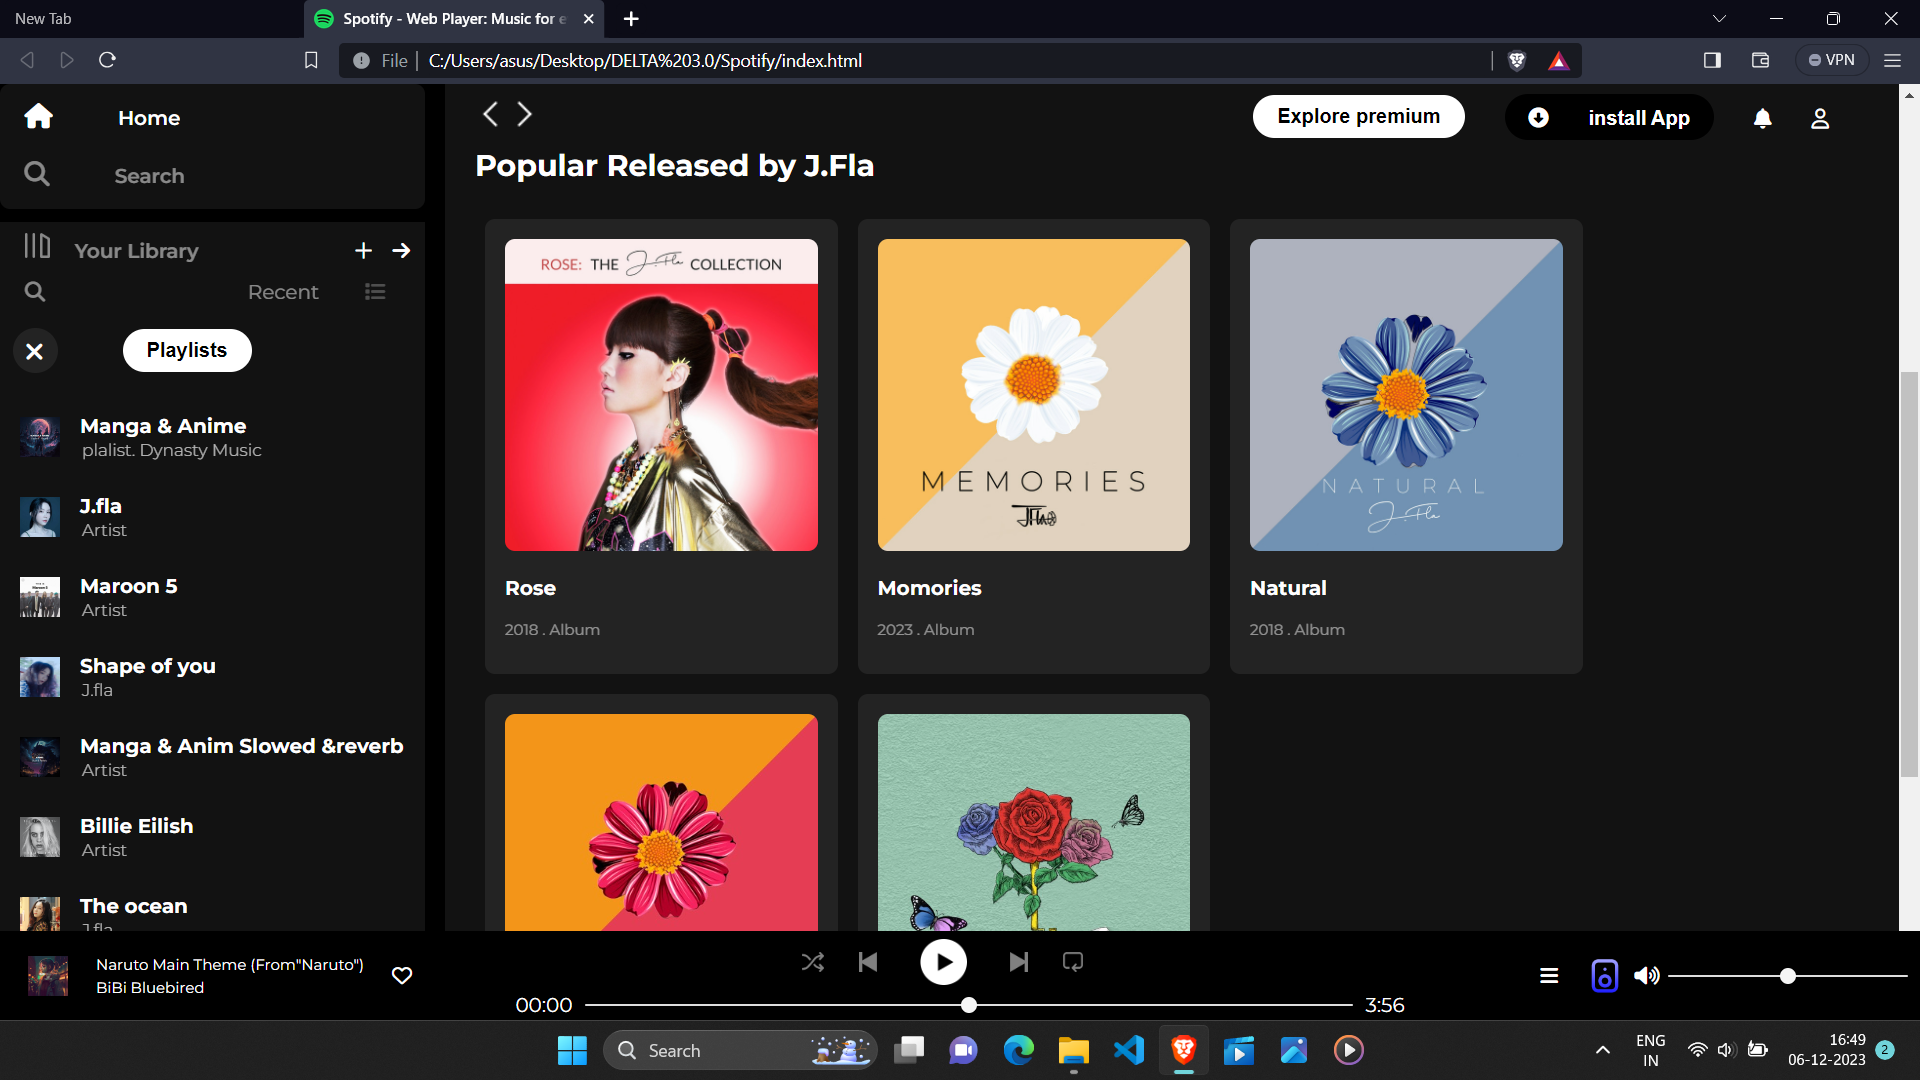 New Tab
Spotify - Web Player: Music for e
File
C:/Users/asus/Desktop/DELTA%203.0/Spotify/index.html
VPN
Home
Search
Your Library
Recent
Playlists
Manga & Anime
plalist. Dynasty Music
J.fla
Artist
Maroon 5
Artist
Shape of you
J.fla
Manga & Anim Slowed &reverb
Artist
Billie Eilish
Artist
The ocean
J.fla
Explore premium
install App
Popular Released by J.Fla
ROSE: THE J.Fla COLLECTION
Rose
2018 . Album
MEMORIES
JFla
Momories
2023 . Album
NATURAL
J.Fla
Natural
2018 . Album
Naruto Main Theme (From"Naruto")
BiBi Bluebired
00:00
3:56
Search
ENG
IN
16:49
06-12-2023
2